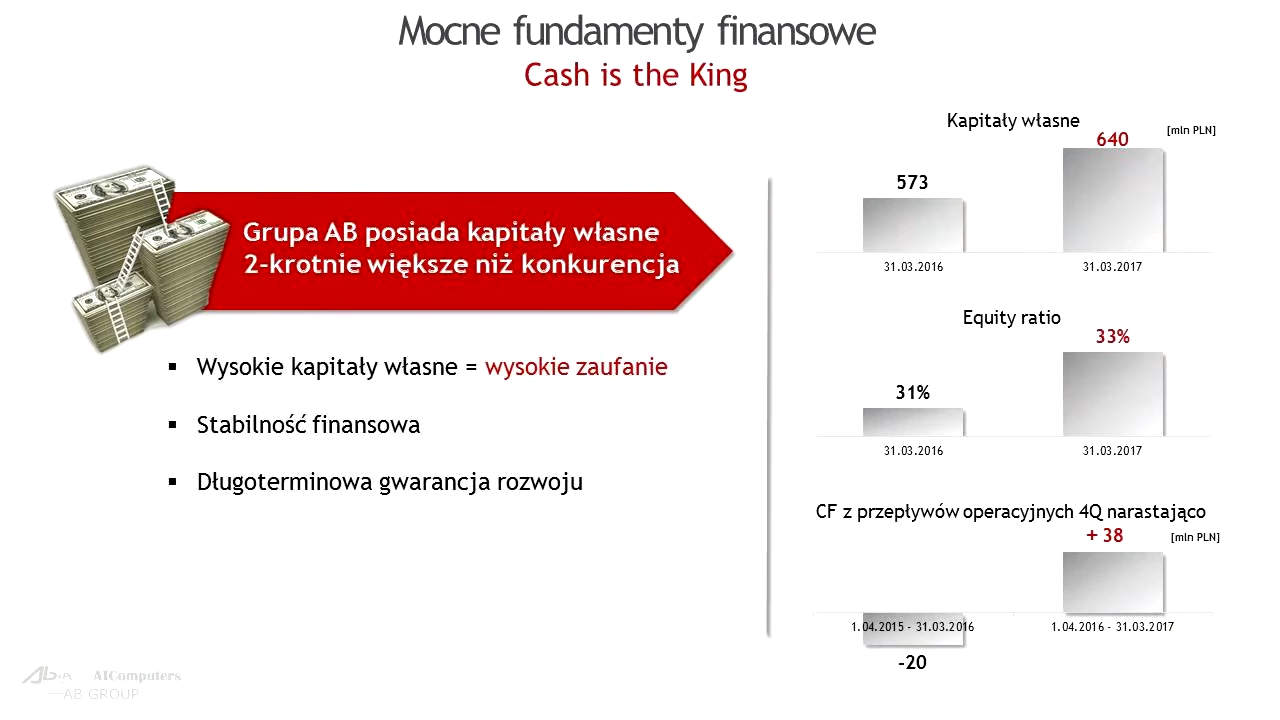 Mocne fundamenty finansowe
Cash is the King
Grupa AB posiada kapitały własne
2-krotnie większe niż konkurencja
▪ Wysokie kapitały własne = wysokie zaufanie
▪ Stabilność finansowa
▪ Długoterminowa gwarancja rozwoju
Kapitały własne
[mln PLN]
573
640
31.03.2016
31.03.2017
Equity ratio
31%
33%
31.03.2016
31.03.2017
CF z przepływów operacyjnych 4Q narastająco
+ 38
[mln PLN]
1.04.2015 - 31.03.2016
1.04.2016 - 31.03.2017
-20
ATComputers
AB GROUP